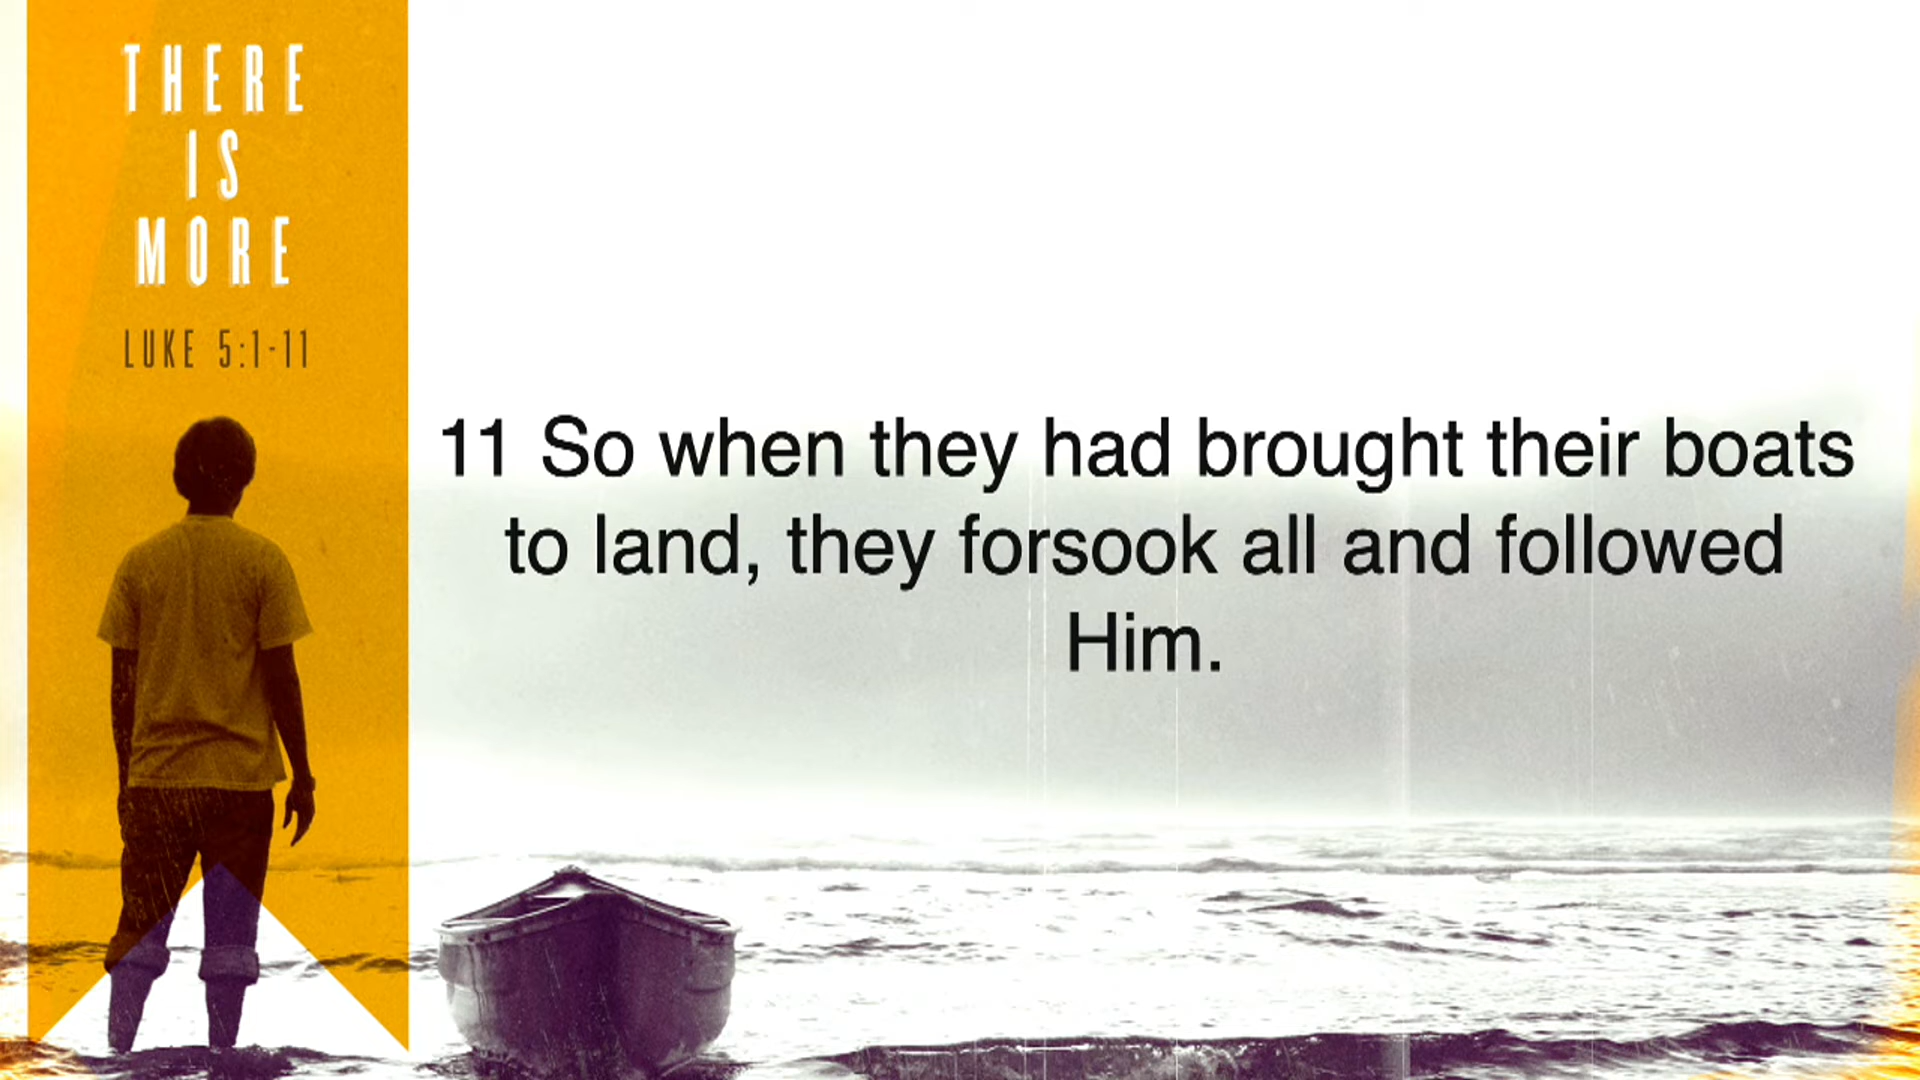 THERE
IS
MORE
LUKE 5:1-11
11 So when they had brought their boats
to land, they forsook all and followed
Him.